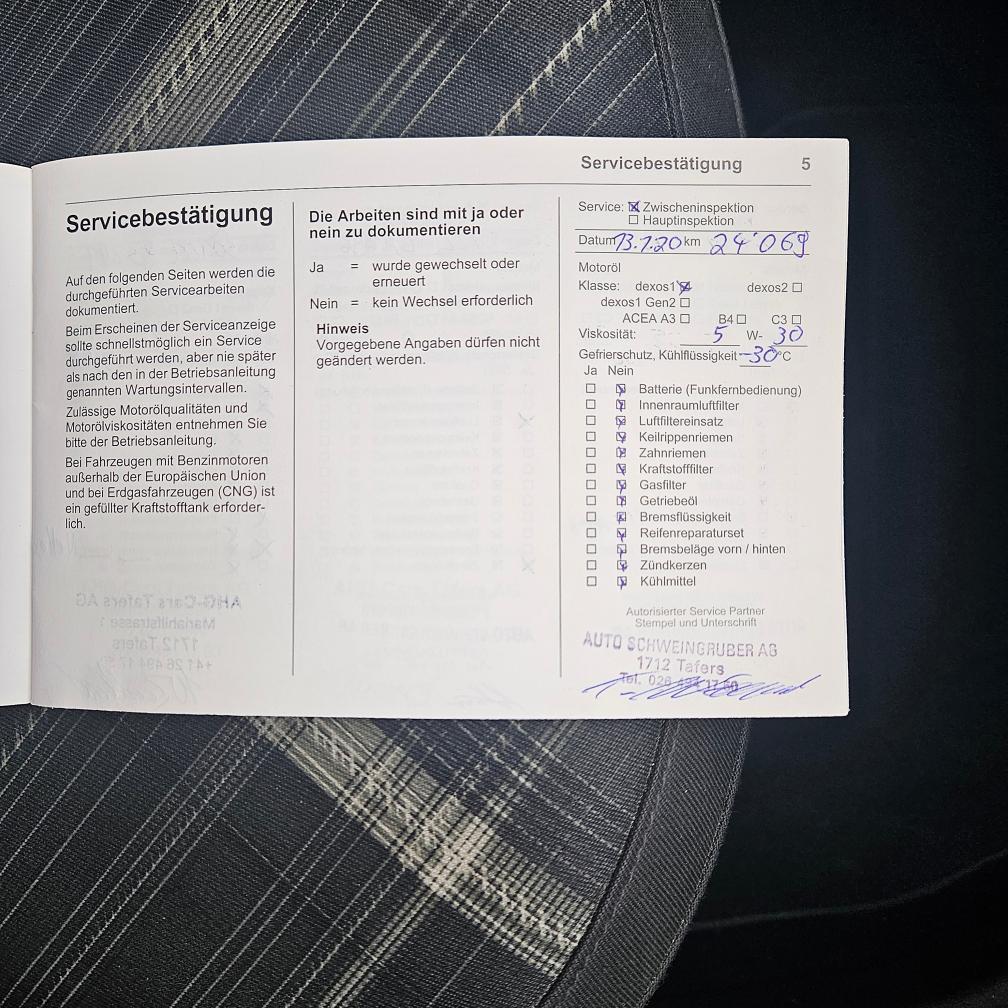 Servicebestätigung 5
Servicebestätigung
Auf den folgenden Seiten werden die
durchgeführten Servicearbeiten
dokumentiert.
Beim Erscheinen der Serviceanzeige
sollte schnellstmöglich ein Service
durchgeführt werden, aber nie später
als nach den in der Betriebsanleitung
genannten Wartungsintervallen.
Zulässige Motorölqualitäten und
Motorölviskositäten entnehmen Sie
bitte der Betriebsanleitung.
Bei Fahrzeugen mit Benzinmotoren
außerhalb der Europäischen Union
und bei Erdgasfahrzeugen (CNG) ist
ein gefüllter Kraftstofftank erforder-
lich.
Die Arbeiten sind mit ja oder
nein zu dokumentieren
Ja = wurde gewechselt oder
erneuert
Nein = kein Wechsel erforderlich
Hinweis
Vorgegebene Angaben dürfen nicht
geändert werden.
Service: ☒ Zwischeninspektion
☐ Hauptinspektion
Datum 13.7.20 km 24'069
Motoröl
Klasse: dexos1 ☒ dexos2 ☐
dexos1 Gen2 ☐
ACEA A3 ☐ B4 ☐ C3 ☐
Viskosität: 5 W- 30
Gefrierschutz, Kühlflüssigkeit -30 °C
Ja Nein
☐ ☒ Batterie (Funkfernbedienung)
☐ ☒ Innenraumluftfilter
☐ ☒ Luftfiltereinsatz
☐ ☒ Keilrippenriemen
☐ ☒ Zahnriemen
☐ ☒ Kraftstofffilter
☐ ☒ Gasfilter
☐ ☒ Getriebeöl
☐ ☒ Bremsflüssigkeit
☐ ☒ Reifenreparaturset
☐ ☒ Bremsbeläge vorn / hinten
☐ ☒ Zündkerzen
☐ ☒ Kühlmittel
Autorisierter Service Partner
Stempel und Unterschrift
AUTO SCHWEINGRUBER AG
1712 Tafers
Tel. 026 494 17 50